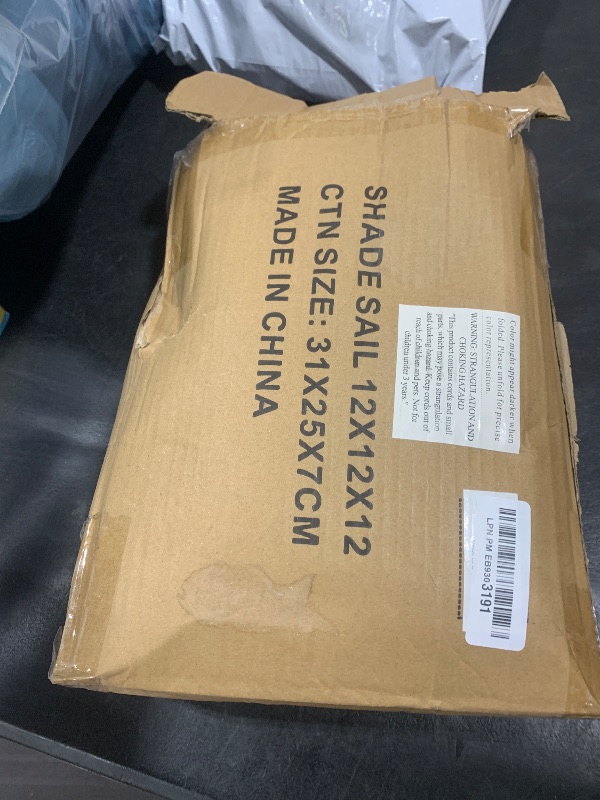 SHADE SAIL 12X12X12
CTN SIZE: 31X25X7CM
MADE IN CHINA
Color might appear darker when
folded. Please unfold for precise
color representation.
WARNING: STRANGULATION AND
CHOKING HAZARD
"This product contains cords and small
parts, which may poke a strangulation
and choking hazard-Keep cords out of
reach of children and pets. Not for
children under 3 years."
LPN PM EB9303191